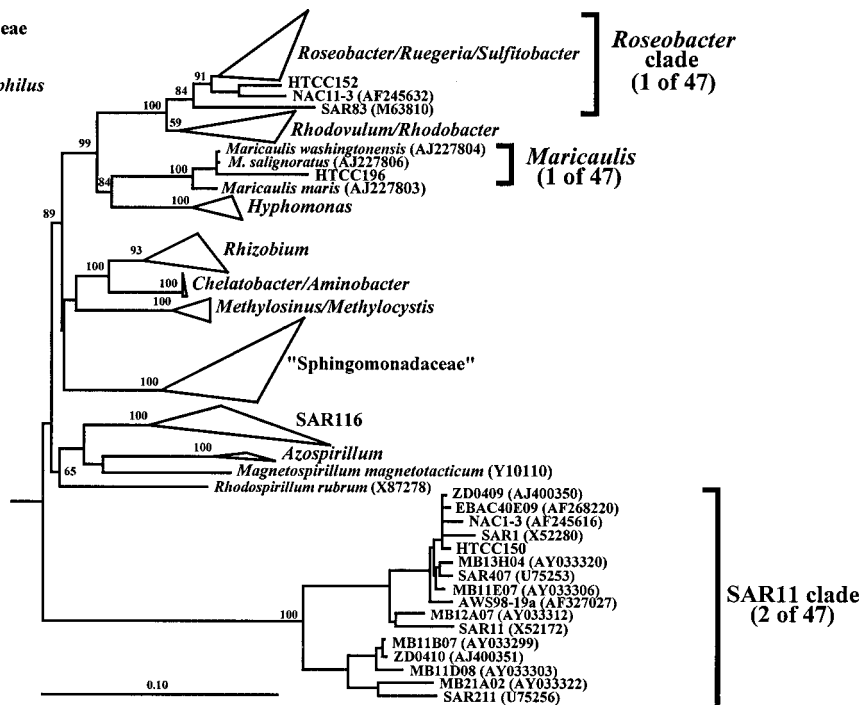 eae
philus
Roseobacter/Ruegeria/Sulfitobacter
Roseobacter
clade
(1 of 47)
91
HTCC152
84
NAC11-3 (AF245632)
SAR83 (M63810)
100
59
Rhodovulum/Rhodobacter
99
Maricaulis washingtonensis (AJ227804)
M. salignoratus (AJ227806)
Maricaulis
(1 of 47)
100
HTCC196
84
Maricaulis maris (AJ227803)
100
Hyphomonas
89
93
Rhizobium
100
100
Chelatobacter/Aminobacter
100
Methylosinus/Methylocystis
"Sphingomonadaceae"
100
100
SAR116
100
Azospirillum
65
Magnetospirillum magnetotacticum (Y10110)
Rhodospirillum rubrum (X87278)
ZD0409 (AJ400350)
EBAC40E09 (AF268220)
NAC1-3 (AF245616)
SAR1 (X52280)
HTCC150
MB13H04 (AY033320)
SAR407 (U75253)
MB11E07 (AY033306)
AWS98-19a (AF327027)
SAR11 clade
(2 of 47)
100
MB12A07 (AY033312)
SAR11 (X52172)
MB11B07 (AY033299)
ZD0410 (AJ400351)
MB11D08 (AY033303)
MB21A02 (AY033322)
SAR211 (U75256)
0.10